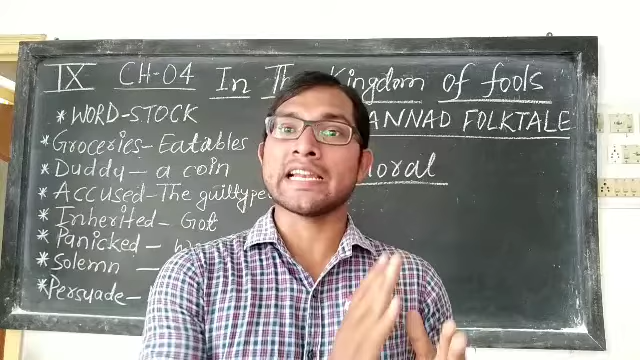 IX CH-04 In The Kingdom of fools
* WORD-STOCK
ANNAD FOLKTALE
* Groceries - Eatables
* Duddy - a coin
oral
* Accused - The guilty pe
* Inherited - Got
* Panicked - w
* Solemn -
* Persuade -